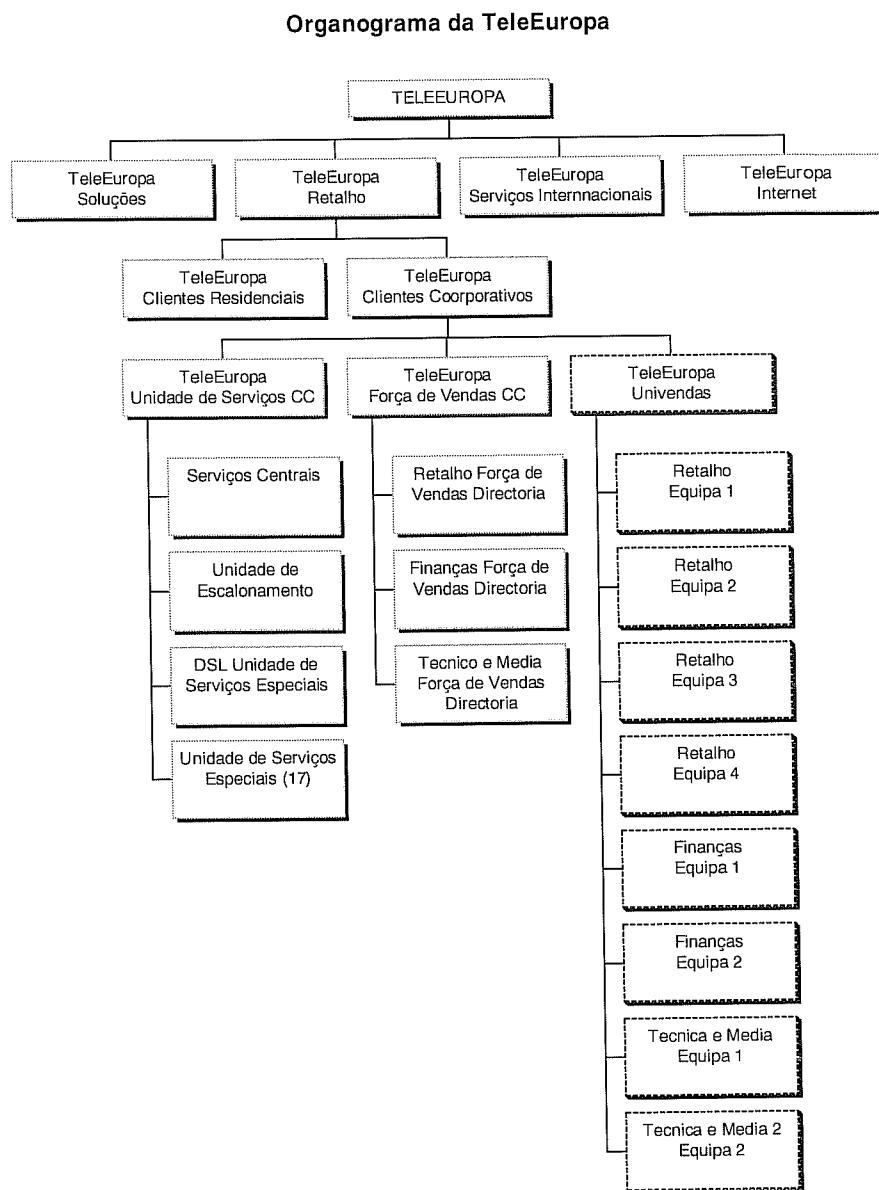 Organograma da TeleEuropa
TELEEUROPA
TeleEuropa
Soluções
TeleEuropa
Retalho
TeleEuropa
Serviços Internnacionais
TeleEuropa
Internet
TeleEuropa
Clientes Residenciais
TeleEuropa
Clientes Coorporativos
TeleEuropa
Unidade de Serviços CC
TeleEuropa
Força de Vendas CC
TeleEuropa
Univendas
Serviços Centrais
Unidade de
Escalonamento
DSL Unidade de
Serviços Especiais
Unidade de Serviços
Especiais (17)
Retalho Força de
Vendas Directoria
Finanças Força de
Vendas Directoria
Tecnico e Media
Força de Vendas
Directoria
Retalho
Equipa 1
Retalho
Equipa 2
Retalho
Equipa 3
Retalho
Equipa 4
Finanças
Equipa 1
Finanças
Equipa 2
Tecnica e Media
Equipa 1
Tecnica e Media 2
Equipa 2